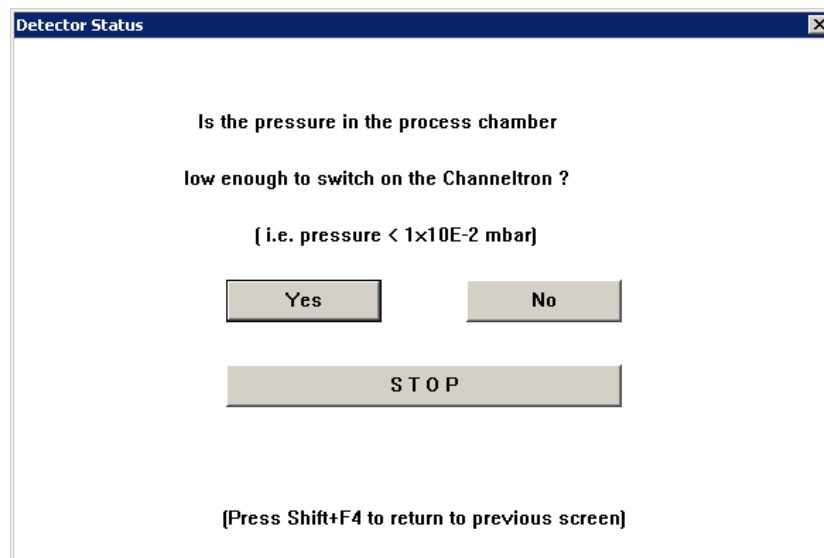 Detector Status
Is the pressure in the process chamber
low enough to switch on the Channeltron ?
( i.e. pressure < 1x10E-2 mbar)
Yes No
S T O P
(Press Shift+F4 to return to previous screen)